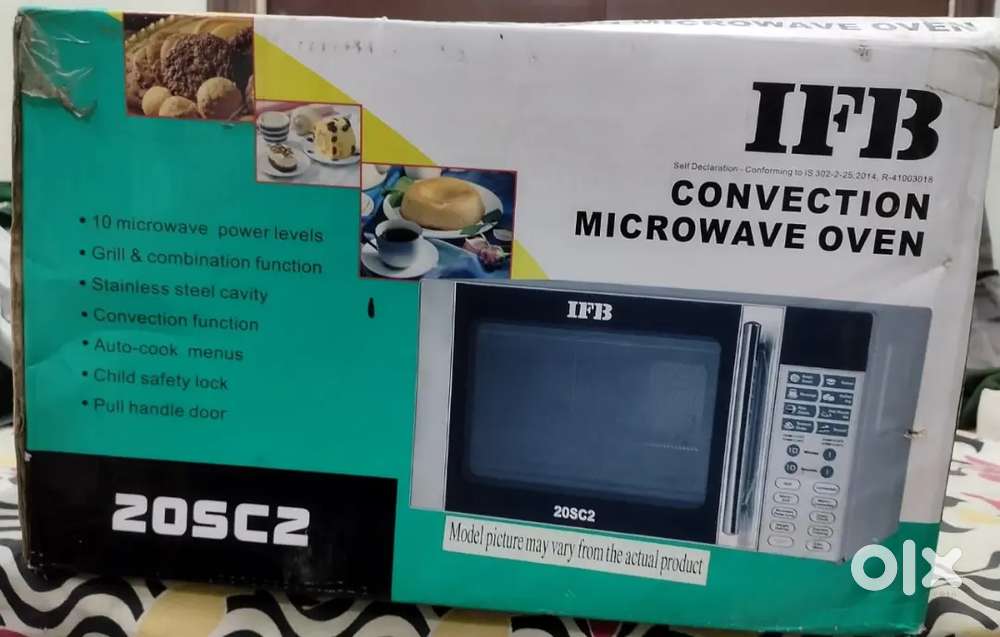 CONVECTION MICROWAVE OVEN
IFB
Self Declaration - Conforming to IS 302-2-25:2014, R-41003018
CONVECTION
MICROWAVE OVEN
• 10 microwave power levels
• Grill & combination function
• Stainless steel cavity
• Convection function
• Auto-cook menus
• Child safety lock
• Pull handle door
IFB
20SC2
20SC2
Model picture may vary from the actual product
olx